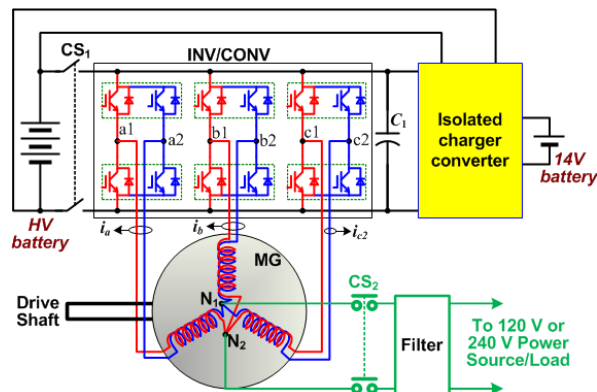 CS1
INV/CONV
a1
a2
b1
b2
c1
c2
C1
Isolated
charger
converter
14V
battery
HV
battery
ia
ib
ic2
MG
N1
N2
Drive
Shaft
CS2
Filter
To 120 V or
240 V Power
Source/Load